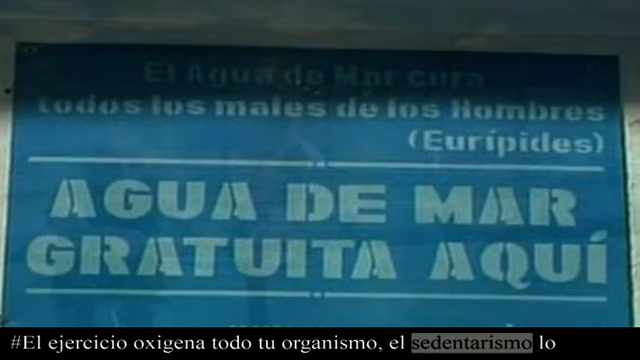 El Agua de Mar cura
todos los males de los Hombres
(Eurípides)
AGUA DE MAR
GRATUITA AQUÍ
#El ejercicio oxigena todo tu organismo, el sedentarismo lo